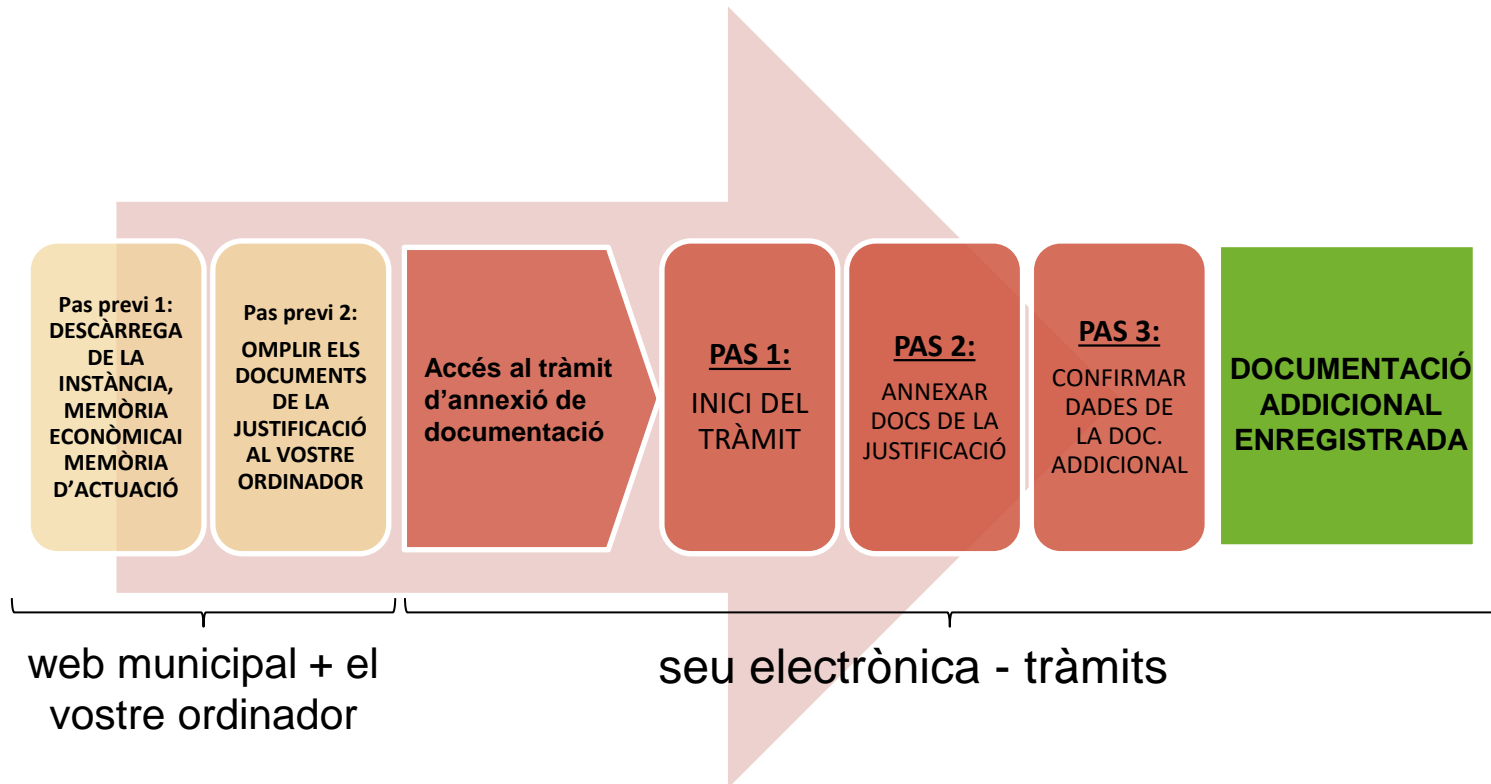 Pas previ 1:
DESCÀRREGA
DE LA
INSTÀNCIA,
MEMÒRIA
ECONÒMICAI
MEMÒRIA
D’ACTUACIÓ
Pas previ 2:
OMPLIR ELS
DOCUMENTS
DE LA
JUSTIFICACIÓ
AL VOSTRE
ORDINADOR
Accés al tràmit
d’annexió de
documentació
PAS 1:
INICI DEL
TRÀMIT
PAS 2:
ANNEXAR
DOCS DE LA
JUSTIFICACIÓ
PAS 3:
CONFIRMAR
DADES DE
LA DOC.
ADDICIONAL
DOCUMENTACIÓ
ADDICIONAL
ENREGISTRADA
web municipal + el
vostre ordinador
seu electrònica - tràmits